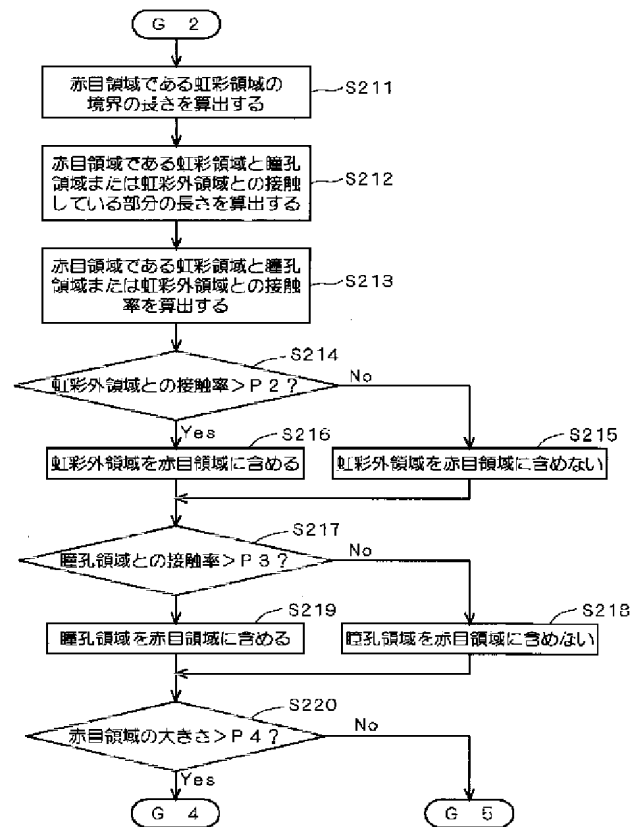 G 2
赤目領域である虹彩領域の
境界の長さを算出する
S211
赤目領域である虹彩領域と瞳孔
領域または虹彩外領域との接触
している部分の長さを算出する
S212
赤目領域である虹彩領域と瞳孔
領域または虹彩外領域との接触
率を算出する
S213
S214
虹彩外領域との接触率>P2?
No
Yes
S216
S215
虹彩外領域を赤目領域に含める
虹彩外領域を赤目領域に含めない
S217
瞳孔領域との接触率>P3?
No
S219
S218
瞳孔領域を赤目領域に含める
瞳孔領域を赤目領域に含めない
S220
赤目領域の大きさ>P4?
No
Yes
G 4
G 5